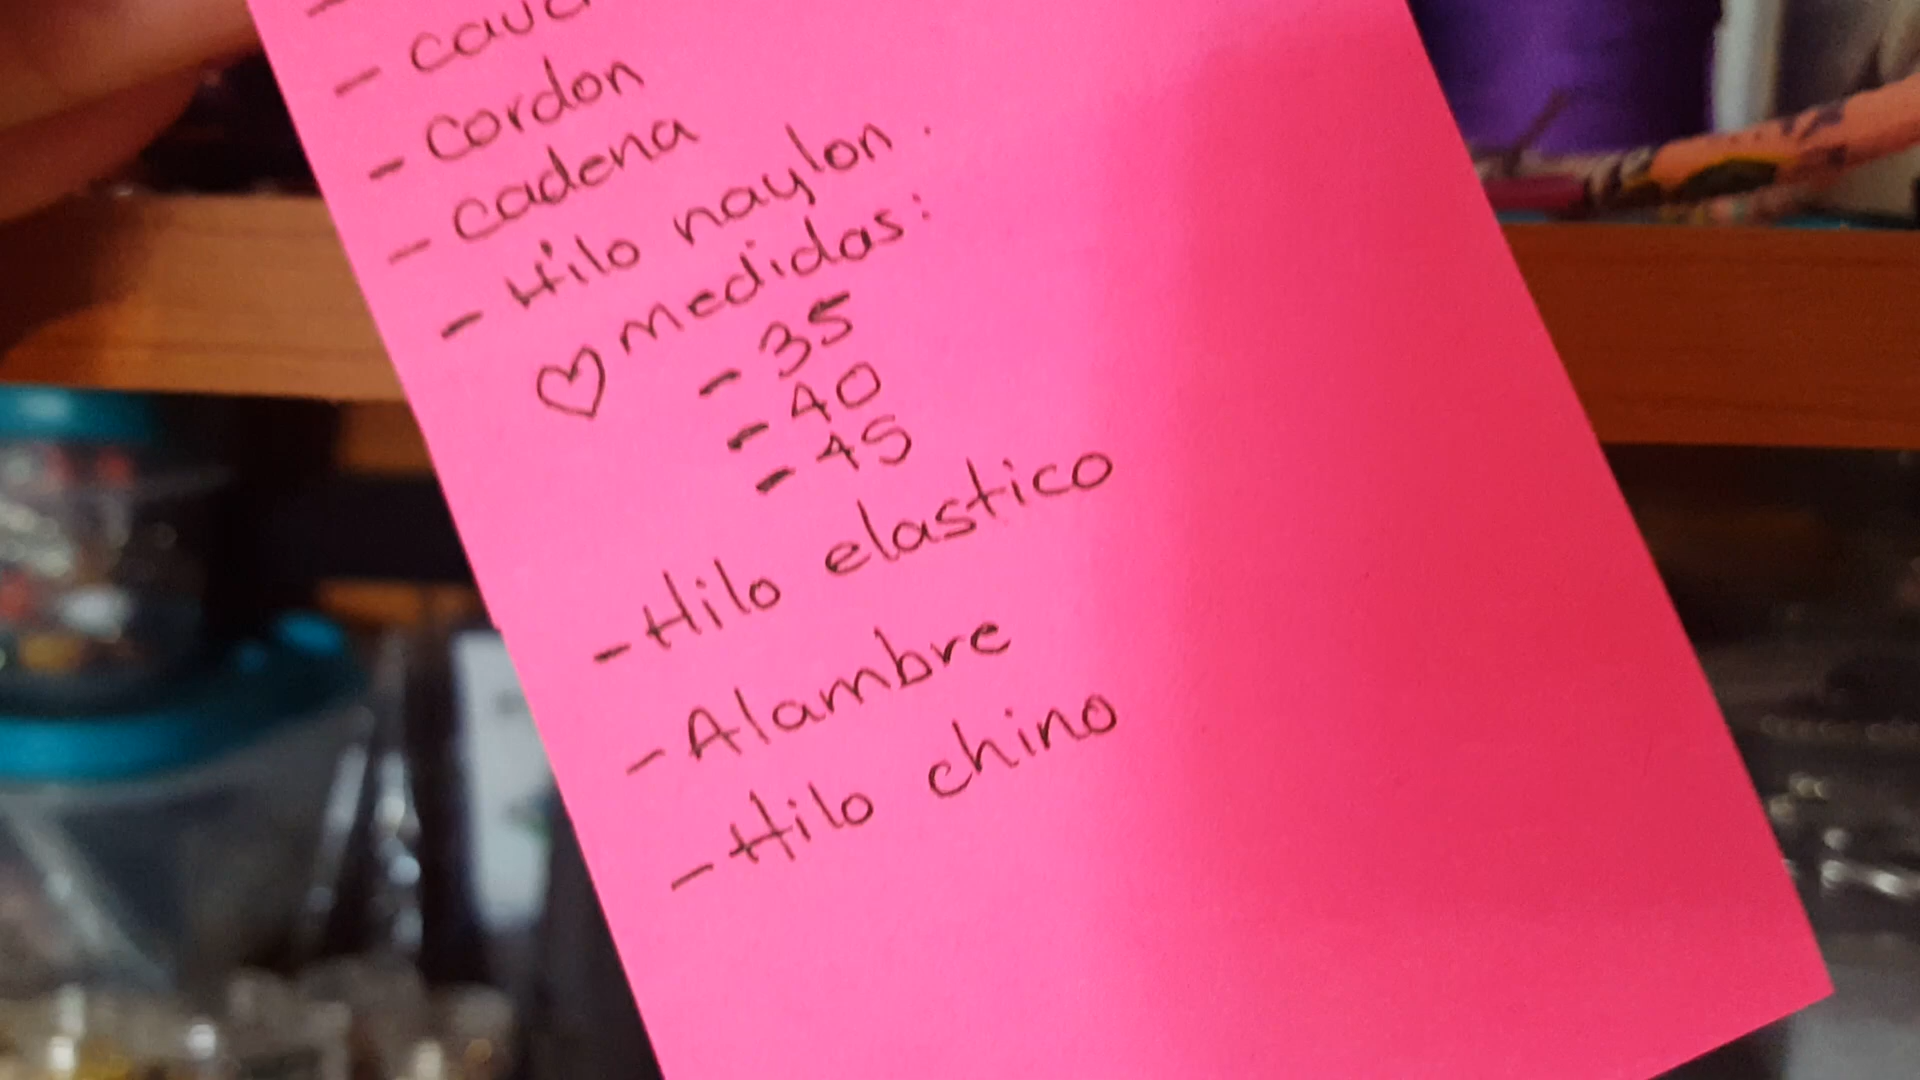 - cordon
- cadena
- Hilo naylon.
♡ medidas:
- 35
- 40
- 45
- Hilo elastico
- Alambre
- Hilo chino